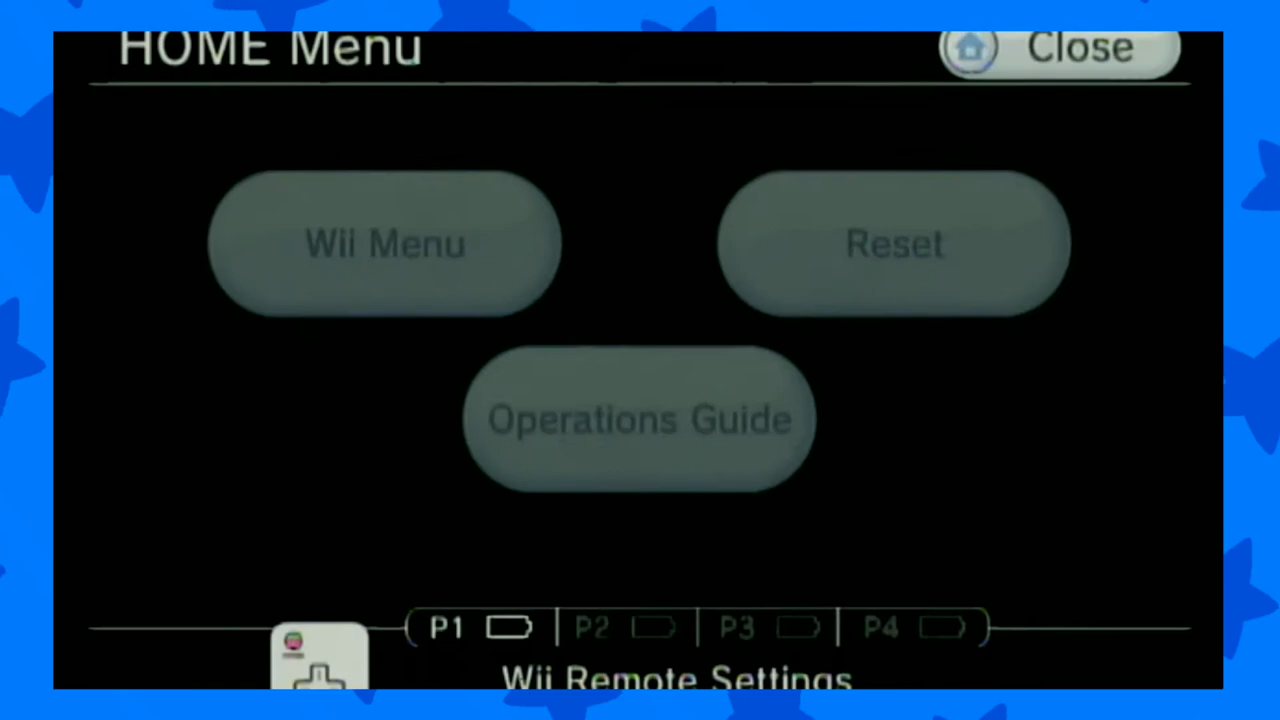 HOME Menu
Close
Wii Menu
Reset
Operations Guide
P1
P2
P3
P4
Wii Remote Settings